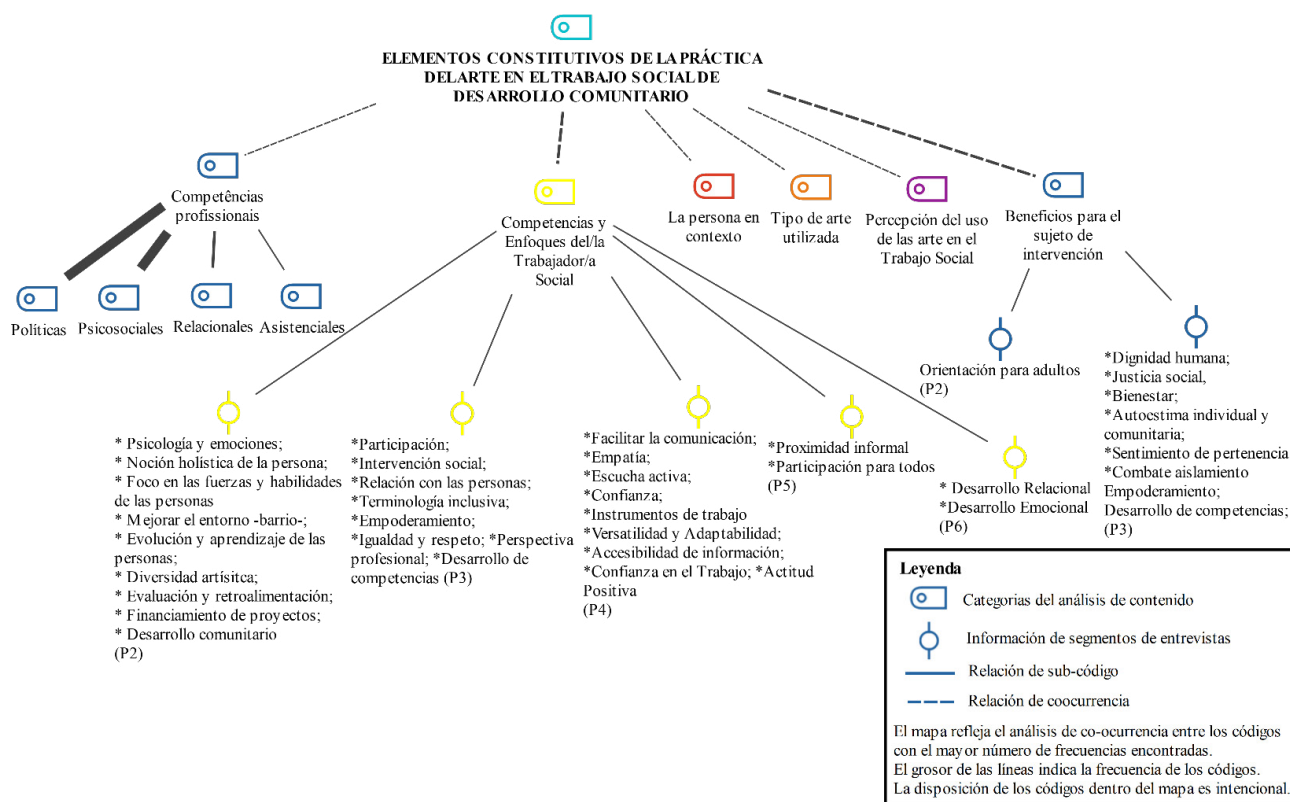 ELEMENTOS CONSTITUTIVOS DE LA PRÁCTICA
DELARTE EN EL TRABAJO SOCIAL DE
DESARROLLO COMUNITARIO
Competências
profissionais
Políticas
Psicosociales
Relacionales
Asistenciales
Competencias y
Enfoques del/la
Trabajador/a
Social
La persona en
contexto
Tipo de arte
utilizada
Percepción del uso
de las arte en el
Trabajo Social
Beneficios para el
sujeto de
intervención
* Psicología y emociones;
* Noción holística de la persona;
* Foco en las fuerzas y habilidades
de las personas
* Mejorar el entorno -barrio-;
* Evolución y aprendizaje de las
personas;
* Diversidad artísitca;
* Evaluación y retroalimentación;
* Financiamiento de proyectos;
* Desarrollo comunitario
(P2)
*Participación;
*Intervención social;
*Relación con las personas;
*Terminología inclusiva;
*Empoderamiento;
*Igualdad y respeto; *Perspectiva
profesional; *Desarrollo de
competencias (P3)
*Facilitar la comunicación;
*Empatía;
*Escucha activa;
*Confianza;
*Instrumentos de trabajo
*Versatilidad y Adaptabilidad;
*Accesibilidad de información;
*Confianza en el Trabajo; *Actitud
Positiva
(P4)
*Proximidad informal
*Participación para todos
(P5)
* Desarrollo Relacional
*Desarrollo Emocional
(P6)
Orientación para adultos
(P2)
*Dignidad humana;
*Justicia social,
*Bienestar;
*Autoestima individual y
comunitaria;
*Sentimiento de pertenencia
*Combate aislamiento
Empoderamiento;
Desarrollo de competencias;
(P3)
Leyenda
Categorias del análisis de contenido
Información de segmentos de entrevistas
Relación de sub-código
Relación de coocurrencia
El mapa refleja el análisis de co-ocurrencia entre los códigos
con el mayor número de frecuencias encontradas.
El grosor de las líneas indica la frecuencia de los códigos.
La disposición de los códigos dentro del mapa es intencional.